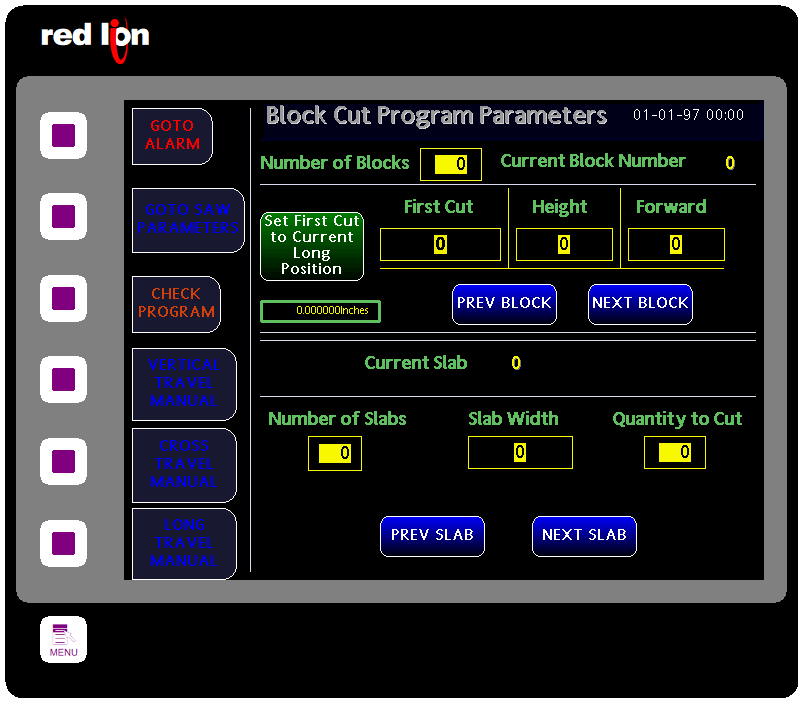 red lion
GOTO
ALARM
Block Cut Program Parameters
01-01-97 00:00
Number of Blocks
0
Current Block Number
0
GOTO SAW
PARAMETERS
Set First Cut
to Current
Long
Position
First Cut
Height
Forward
0
0
0
CHECK
PROGRAM
0.000000Inches
PREV BLOCK
NEXT BLOCK
VERTICAL
TRAVEL
MANUAL
Current Slab
0
Number of Slabs
Slab Width
Quantity to Cut
0
0
0
CROSS
TRAVEL
MANUAL
LONG
TRAVEL
MANUAL
PREV SLAB
NEXT SLAB
MENU